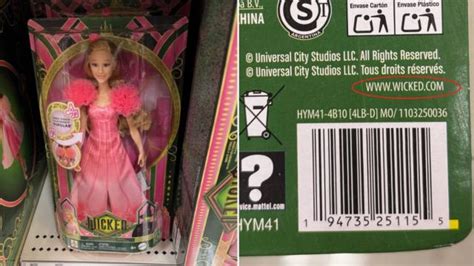 POPULAR
WICKED
à B.V.,
CHINA
S
ARGENTINA
Envase Cartón
Envase Plástico
© Universal City Studios LLC. All Rights Reserved.
© Universal City Studios LLC. Tous droits réservés.
WWW.WICKED.COM
HYM41-4B10 [4LB-D] MO/ 1103250036
?
vice.mattel.com
HYM41
1 94735 25115 5